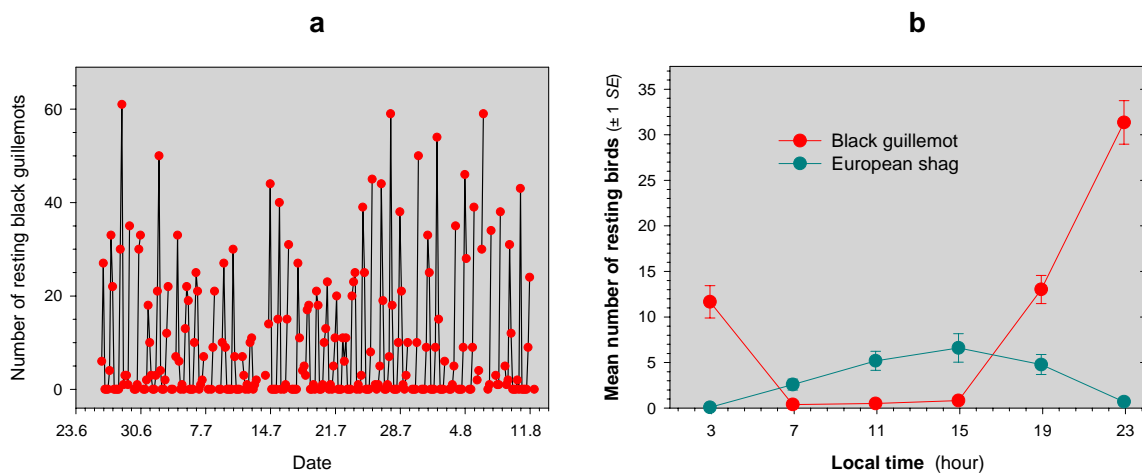 a
Number of resting black guillemots
60
40
20
0
23.6 30.6 7.7 14.7 21.7 28.7 4.8 11.8
Date
b
Mean number of resting birds (± 1 SE)
35
30
25
20
15
10
5
0
Black guillemot
European shag
3 7 11 15 19 23
Local time (hour)